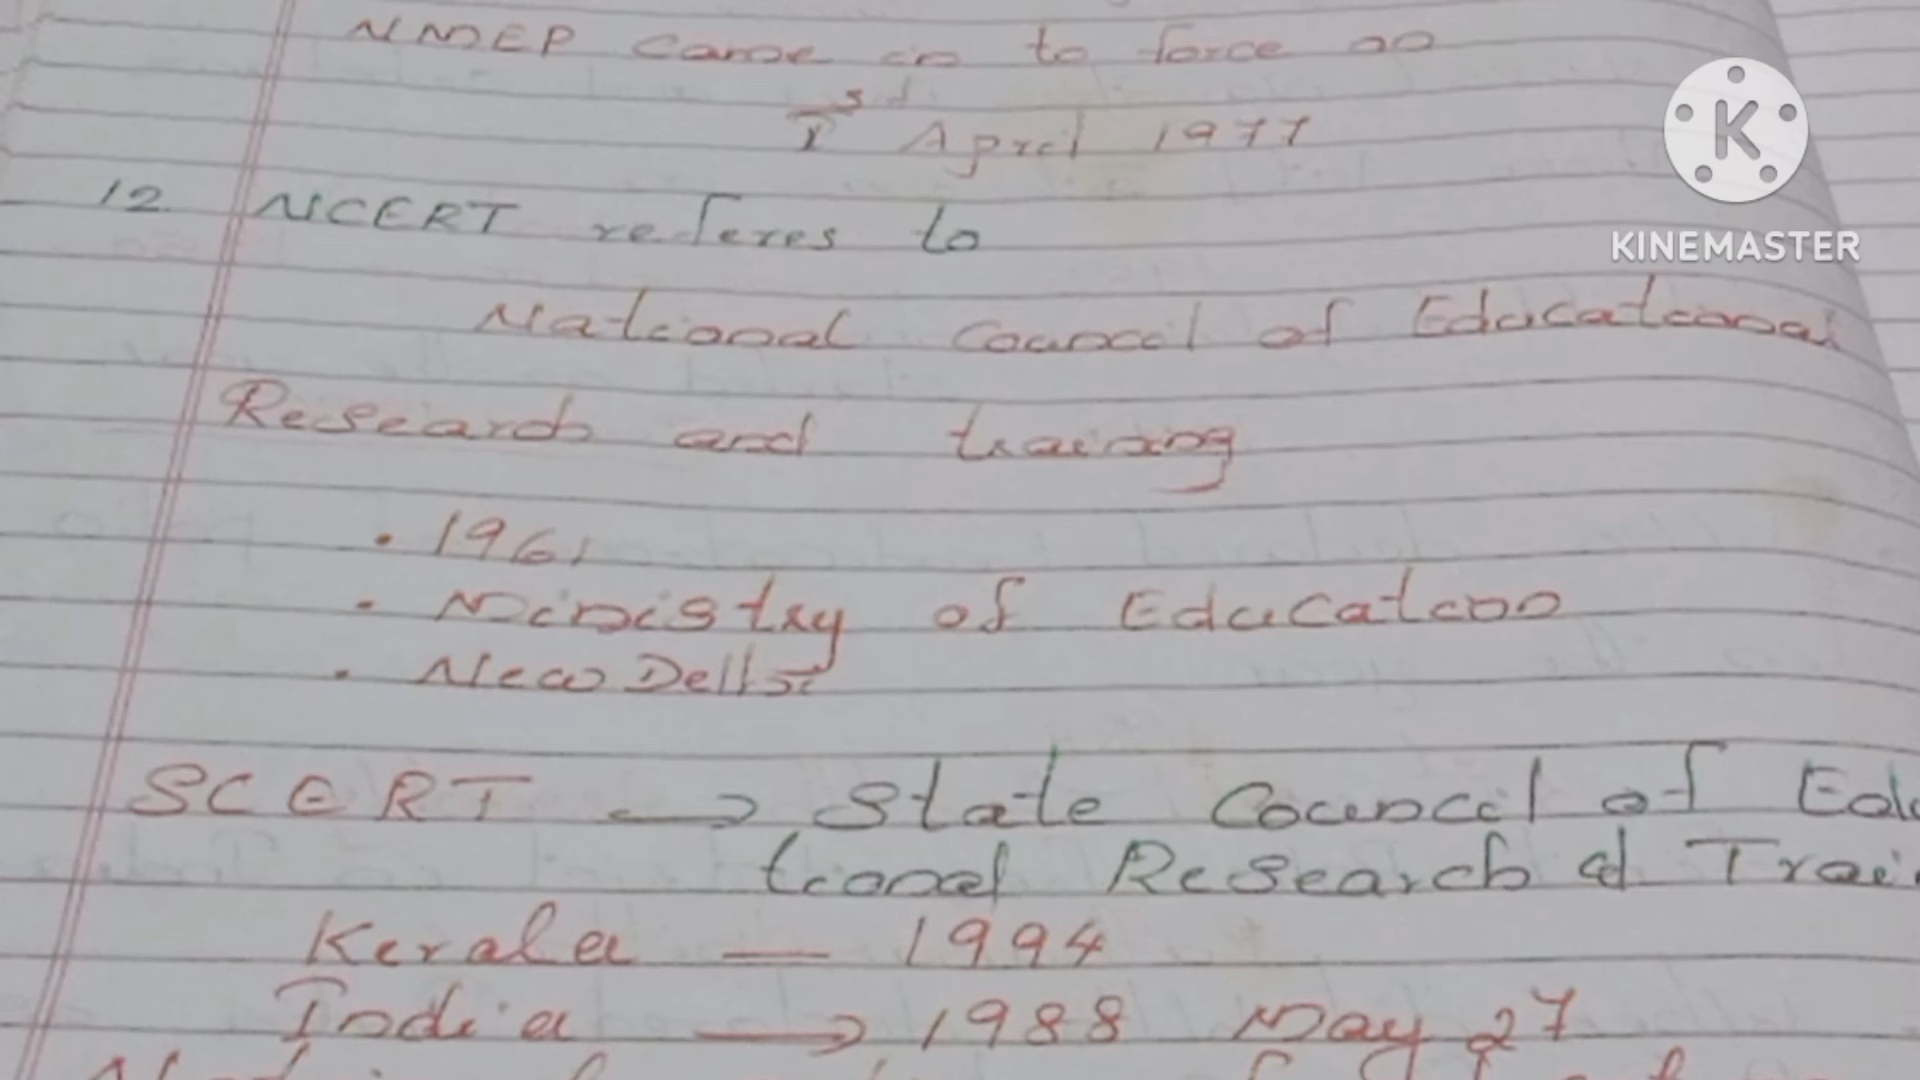 NMEP came in to force on
1st April 1977
12 NCERT referes to
National Council of Educational
Research and training
• 1961
• Ministry of Education
• New Delhi
SCERT → State Council of Edu
tional Research & Trai
Kerala — 1994
India → 1988 May 27
KINEMASTER